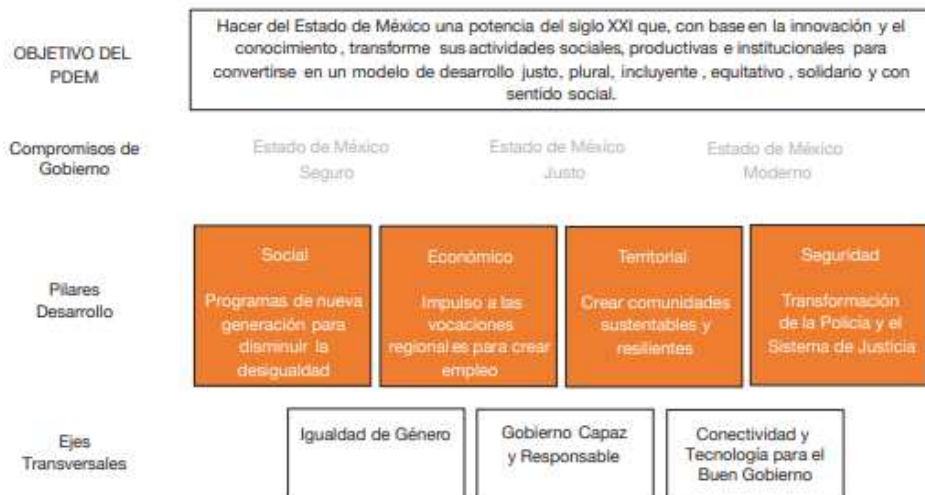 OBJETIVO DEL
PDEM
Hacer del Estado de México una potencia del siglo XXI que, con base en la innovación y el
conocimiento , transforme sus actividades sociales, productivas e institucionales para
convertirse en un modelo de desarrollo justo, plural, incluyente , equitativo , solidario y con
sentido social.
Compromisos de
Gobierno
Estado de México
Seguro
Estado de México
Justo
Estado de México
Moderno
Pilares
Desarrollo
Social
Programas de nueva
generación para
disminuir la
desigualdad
Económico
Impulso a las
vocaciones
regionales para crear
empleo
Territorial
Crear comunidades
sustentables y
resilientes
Seguridad
Transformación
de la Policía y el
Sistema de Justicia
Ejes
Transversales
Igualdad de Género
Gobierno Capaz
y Responsable
Conectividad y
Tecnología para el
Buen Gobierno